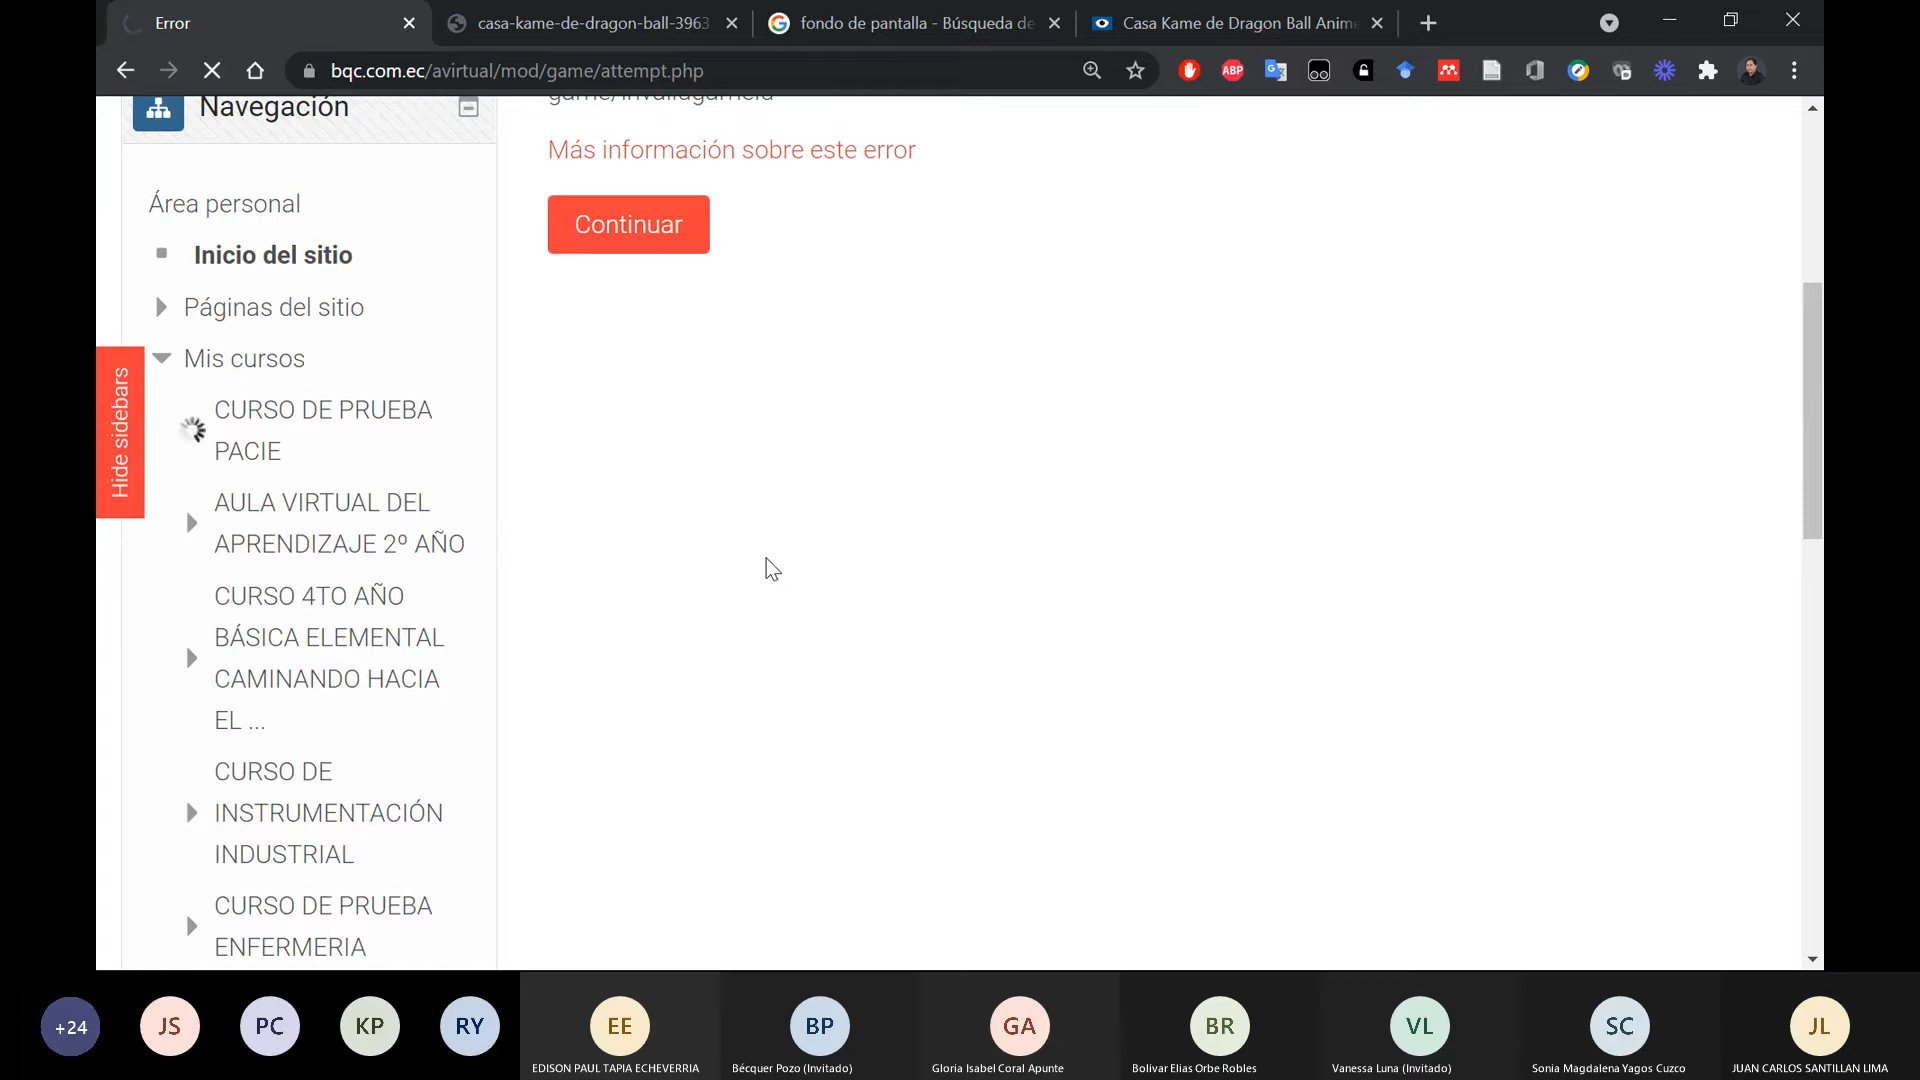 Error
casa-kame-de-dragon-ball-3963
fondo de pantalla - Búsqueda de
Casa Kame de Dragon Ball Anime
bqc.com.ec/avirtual/mod/game/attempt.php
ABP
Navegación
game/invalidgameid
Más información sobre este error
Continuar
Área personal
Inicio del sitio
Páginas del sitio
Mis cursos
Hide sidebars
CURSO DE PRUEBA
PACIE
AULA VIRTUAL DEL
APRENDIZAJE 2º AÑO
CURSO 4TO AÑO
BÁSICA ELEMENTAL
CAMINANDO HACIA
EL ...
CURSO DE
INSTRUMENTACIÓN
INDUSTRIAL
CURSO DE PRUEBA
ENFERMERIA
+24
JS
PC
KP
RY
EE
BP
GA
BR
VL
SC
JL
EDISON PAUL TAPIA ECHEVERRIA
Bécquer Pozo (Invitado)
Gloria Isabel Coral Apunte
Bolivar Elias Orbe Robles
Vanessa Luna (Invitado)
Sonia Magdalena Yagos Cuzco
JUAN CARLOS SANTILLAN LIMA